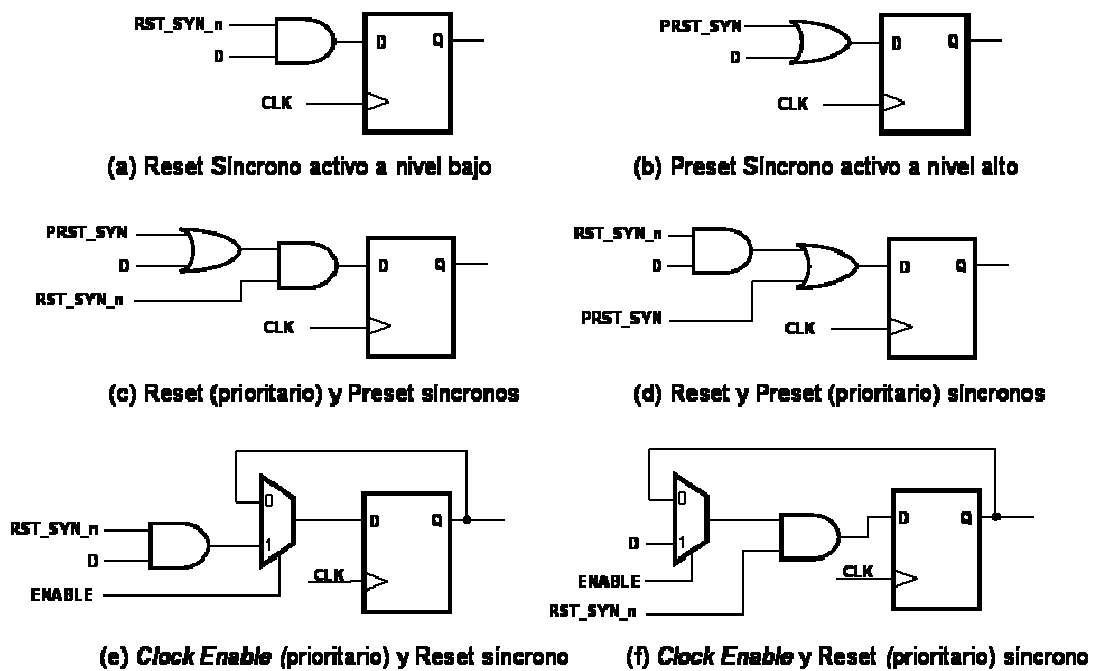 RST_SYN_n
D
D
Q
CLK
(a) Reset Síncrono activo a nivel bajo
PRST_SYN
D
D
Q
CLK
(b) Preset Síncrono activo a nivel alto
PRST_SYN
D
RST_SYN_n
D
Q
CLK
(c) Reset (prioritario) y Preset síncronos
RST_SYN_n
D
PRST_SYN
D
Q
CLK
(d) Reset y Preset (prioritario) síncronos
RST_SYN_n
D
ENABLE
0
1
D
Q
CLK
(e) Clock Enable (prioritario) y Reset síncrono
0
D
1
ENABLE
RST_SYN_n
D
Q
CLK
(f) Clock Enable y Reset (prioritario) síncrono